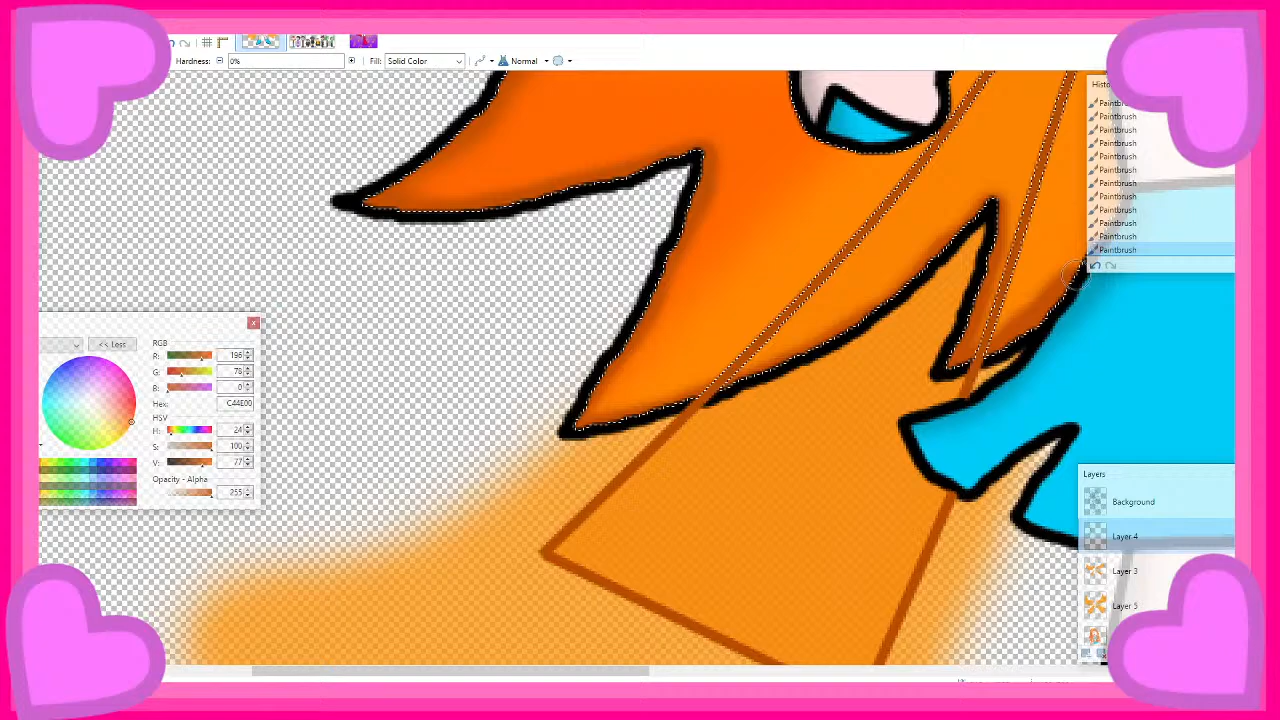 Hardness: 0% Fill: Solid Color Normal
Paintbrush
Paintbrush
Paintbrush
Paintbrush
Paintbrush
Paintbrush
Paintbrush
Paintbrush
Paintbrush
Paintbrush
Paintbrush
<< Less
RGB
R: 196
G: 78
B: 0
Hex: C44E00
HSV
H: 24
S: 100
V: 77
Opacity - Alpha
255
Layers
Background
Layer 4
Layer 3
Layer 5